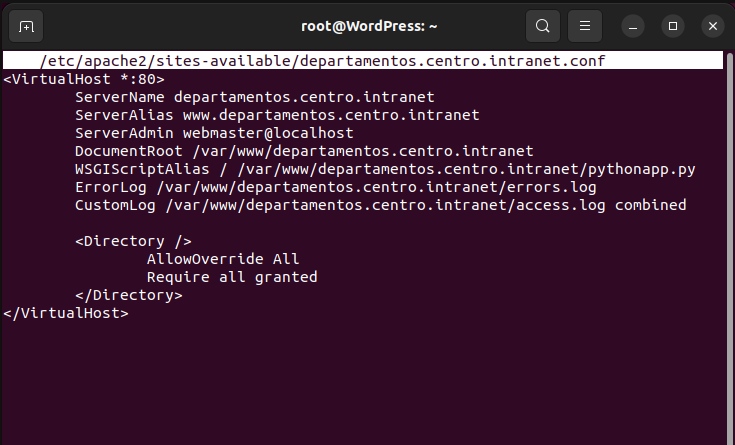 root@WordPress: ~
/etc/apache2/sites-available/departamentos.centro.intranet.conf
<VirtualHost *:80>
        ServerName departamentos.centro.intranet
        ServerAlias www.departamentos.centro.intranet
        ServerAdmin webmaster@localhost
        DocumentRoot /var/www/departamentos.centro.intranet
        WSGIScriptAlias / /var/www/departamentos.centro.intranet/pythonapp.py
        ErrorLog /var/www/departamentos.centro.intranet/errors.log
        CustomLog /var/www/departamentos.centro.intranet/access.log combined

        <Directory />
                AllowOverride All
                Require all granted
        </Directory>
</VirtualHost>